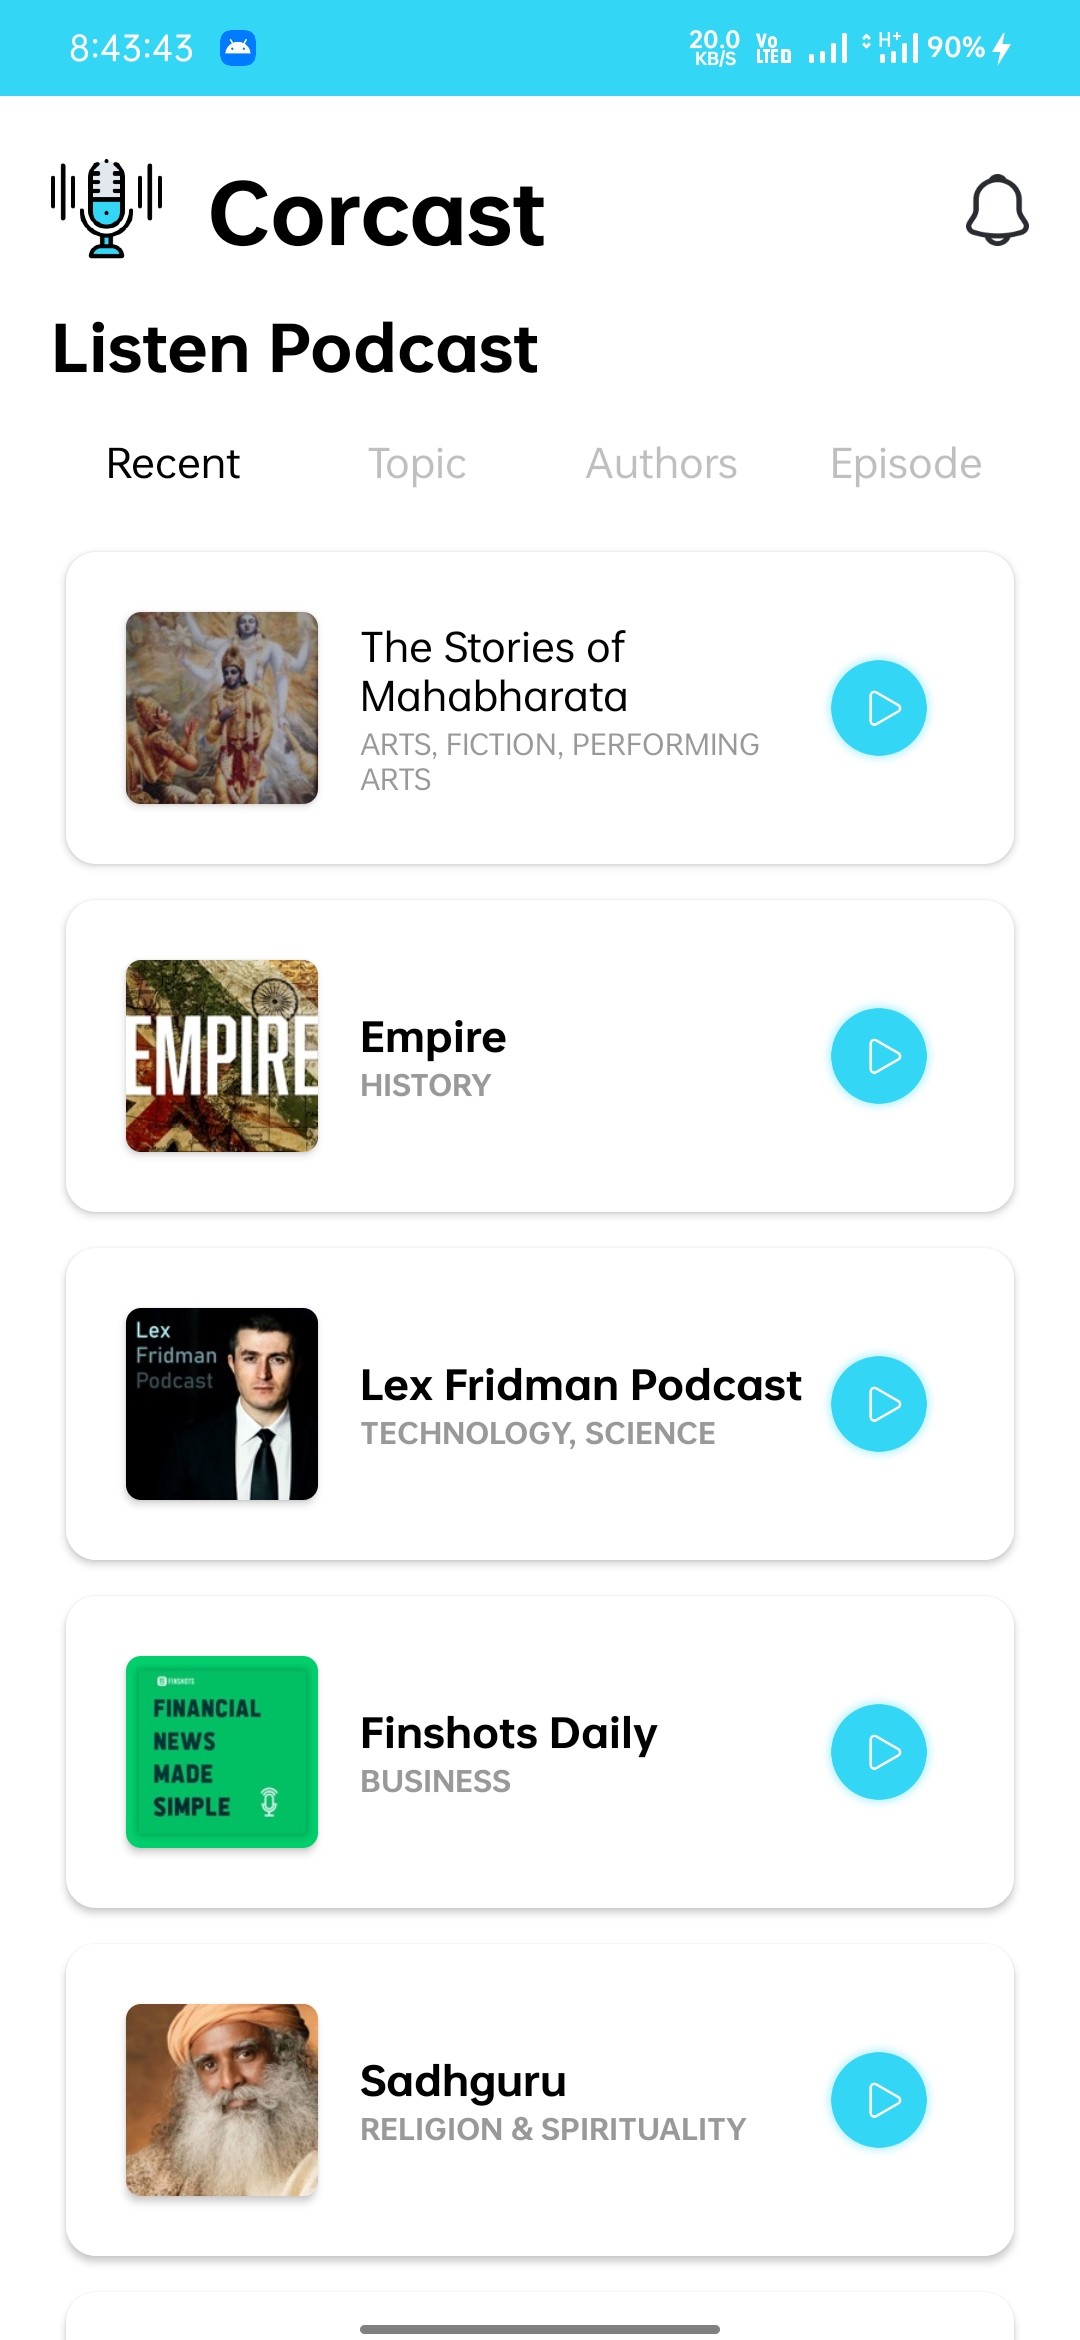 8:43:43
20.0 KB/S Vo LTE D H+ 90%
Corcast
Listen Podcast
Recent Topic Authors Episode
The Stories of
Mahabharata
ARTS, FICTION, PERFORMING
ARTS
EMPIRE
Empire
HISTORY
Lex
Fridman
Podcast
Lex Fridman Podcast
TECHNOLOGY, SCIENCE
FINSHOTS
FINANCIAL
NEWS
MADE
SIMPLE
Finshots Daily
BUSINESS
Sadhguru
RELIGION & SPIRITUALITY